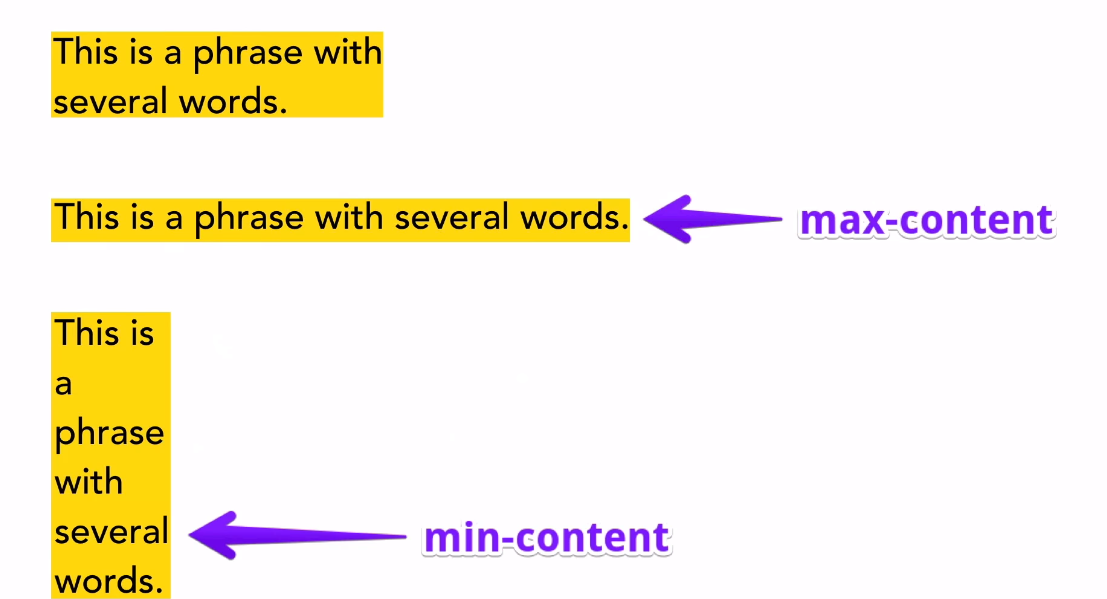 This is a phrase with
several words.
This is a phrase with several words.
max-content
This is
a
phrase
with
several
words.
min-content